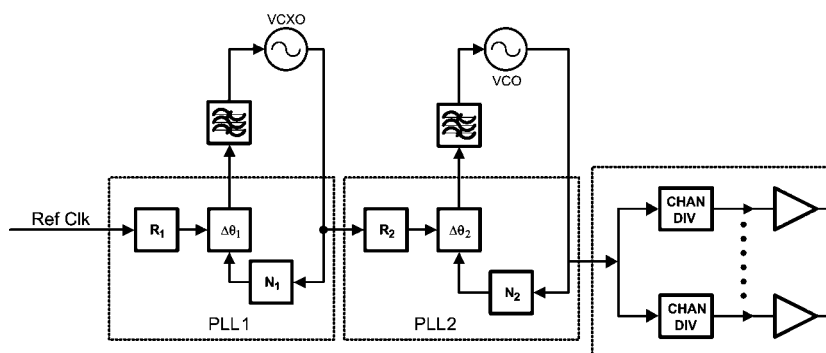 VCXO
VCO
Ref Clk
R₁
Δθ₁
N₁
PLL1
R₂
Δθ₂
N₂
PLL2
CHAN
DIV
CHAN
DIV